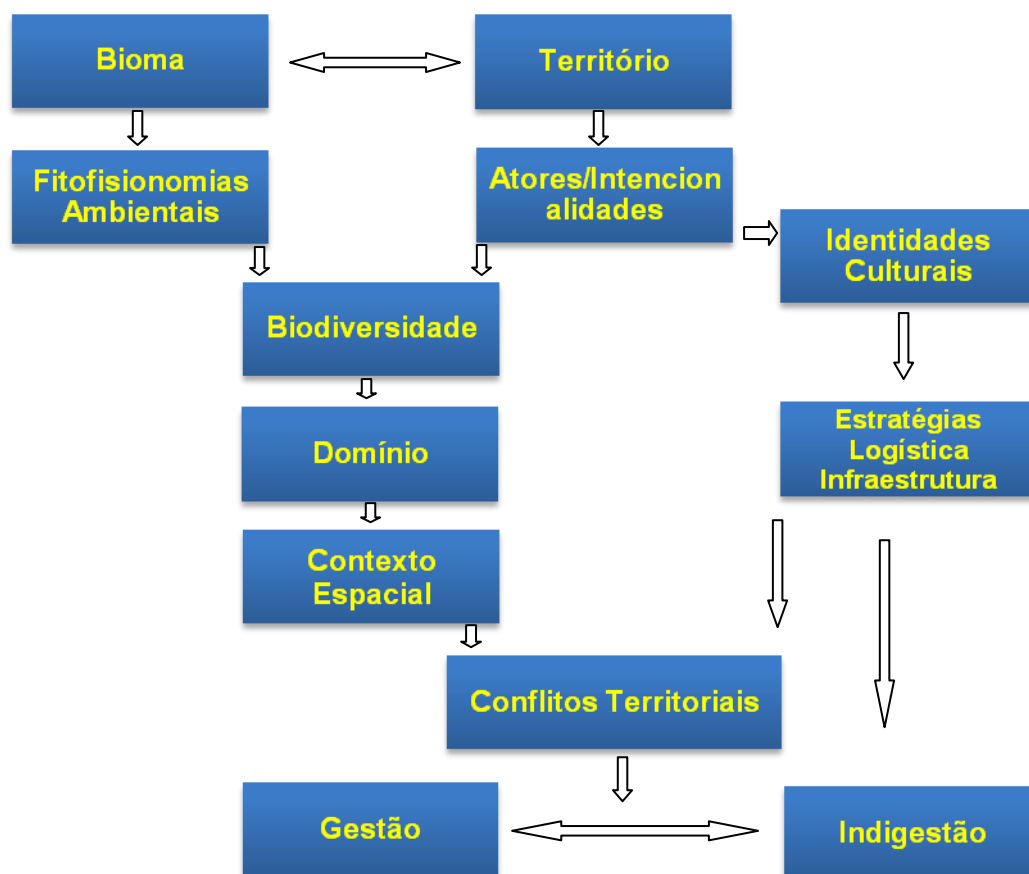 Bioma
Território
Fitofisionomias
Ambientais
Atores/Intencion
alidades
Identidades
Culturais
Biodiversidade
Estratégias
Logística
Infraestrutura
Domínio
Contexto
Espacial
Conflitos Territoriais
Gestão
Indigestão